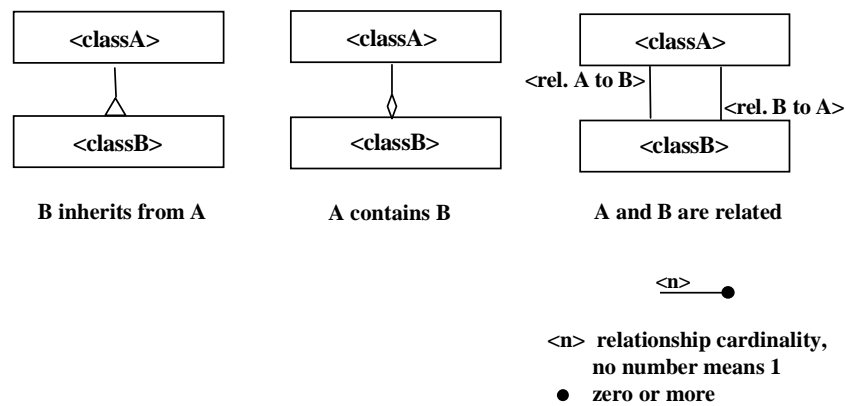 <classA>
<classB>
B inherits from A
<classA>
<classB>
A contains B
<classA>
<rel. A to B>
<rel. B to A>
<classB>
A and B are related
<n>
<n> relationship cardinality,
no number means 1
● zero or more